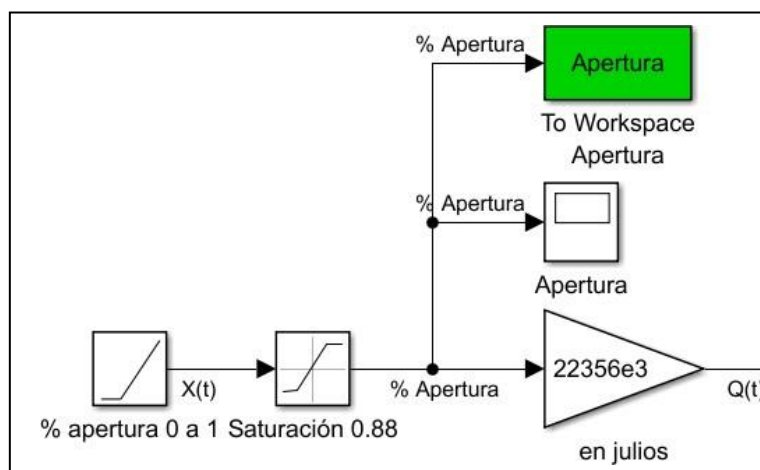 % Apertura
Apertura
To Workspace
Apertura
% Apertura
Apertura
22356e3
X(t)
% Apertura
Q(t)
% apertura 0 a 1 Saturación 0.88
en julios